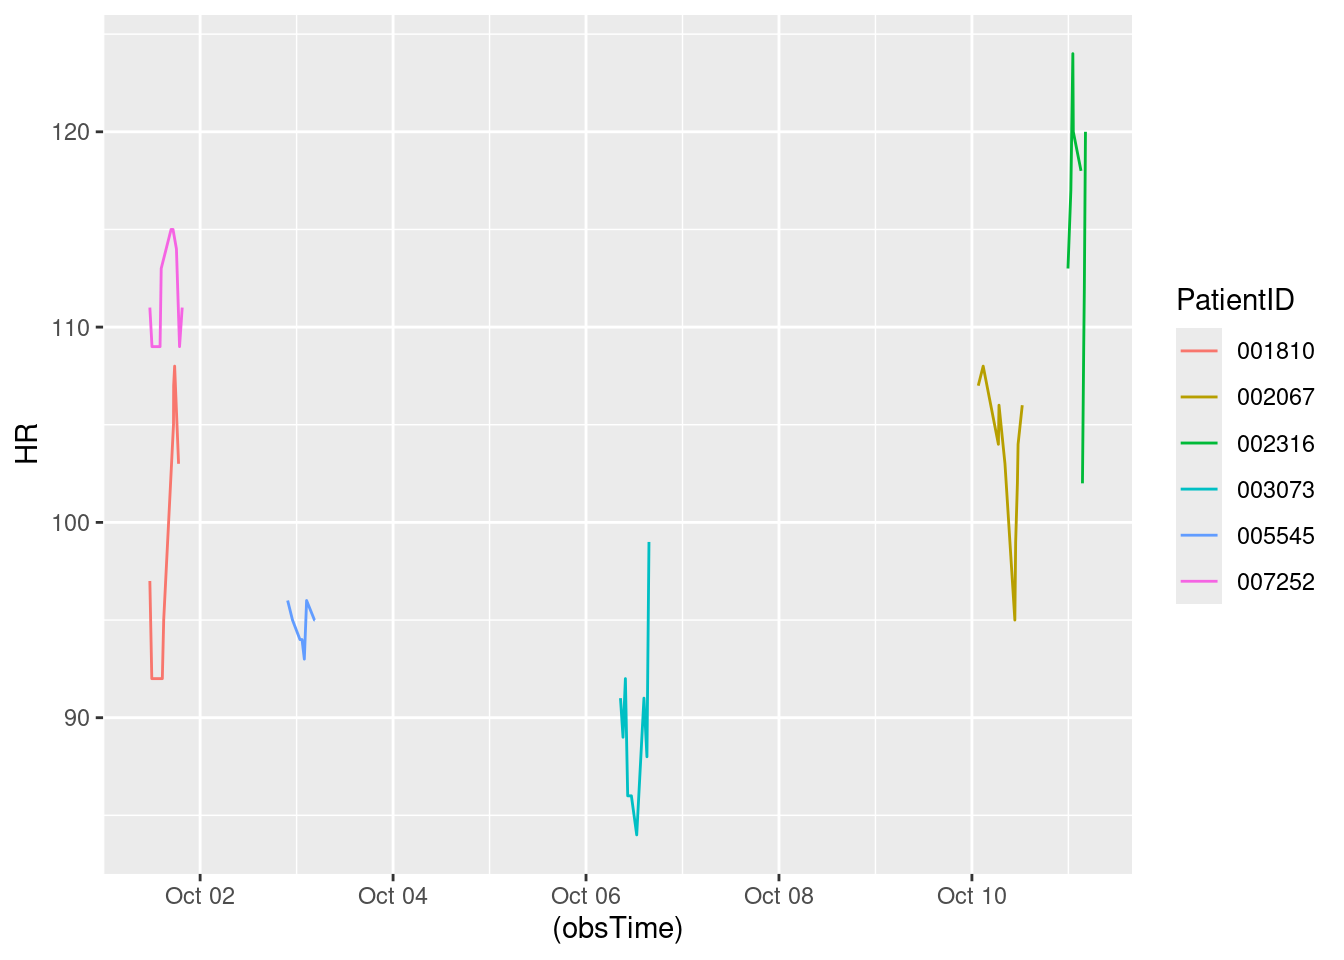 HR
120
110
100
90
Oct 02
Oct 04
Oct 06
Oct 08
Oct 10
(obsTime)
PatientID
001810
002067
002316
003073
005545
007252